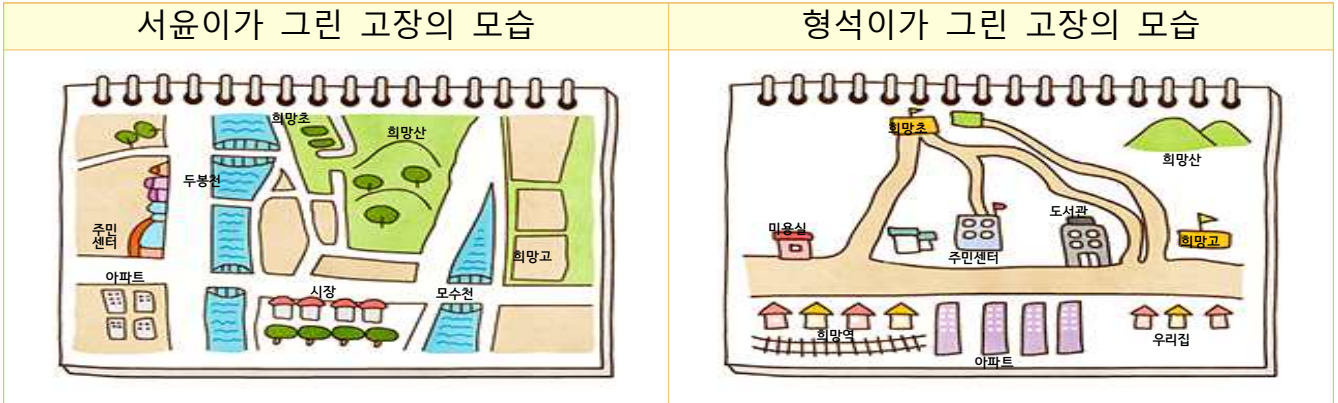 서윤이가 그린 고장의 모습
희망초
희망산
두봉천
주민
센터
희망고
아파트
시장
모수천
형석이가 그린 고장의 모습
희망초
희망산
도서관
미용실
희망고
주민센터
희망역
우리집
아파트